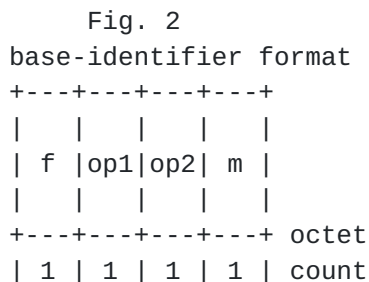 Fig. 2
base-identifier format
+---+---+---+---+
|   |   |   |   |
| f |op1|op2| m |
|   |   |   |   |
+---+---+---+---+ octet
| 1 | 1 | 1 | 1 | count